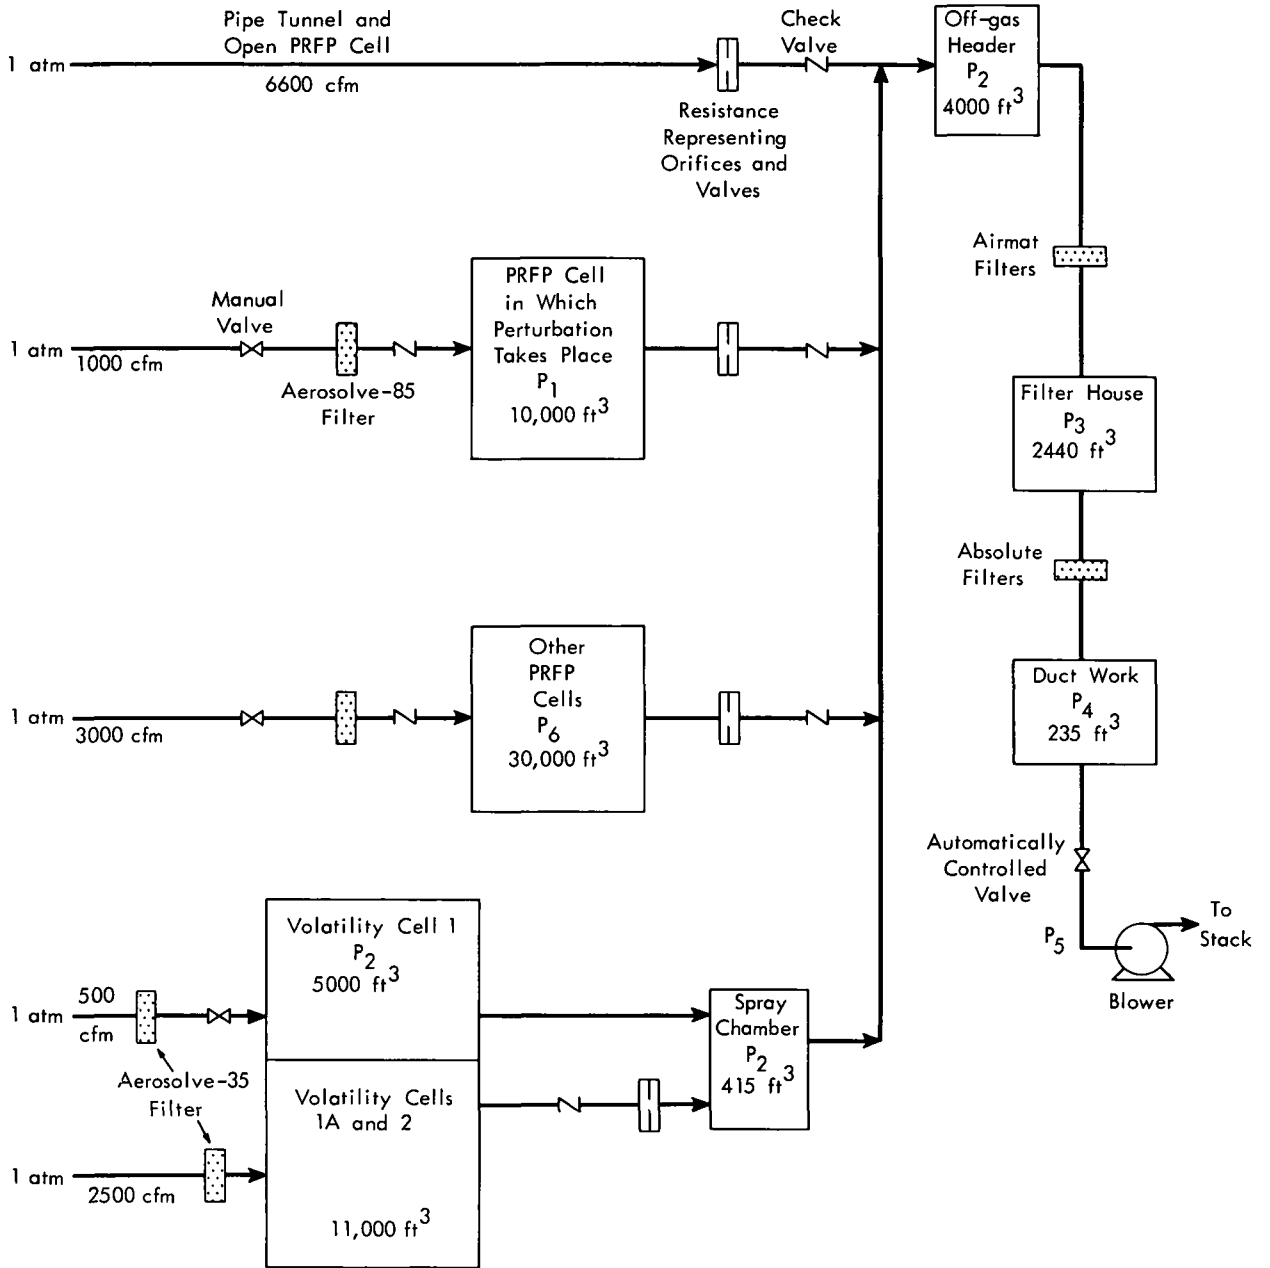 Pipe Tunnel and
Open PRFP Cell
1 atm
6600 cfm
Check
Valve
Resistance
Representing
Orifices and
Valves
Off-gas
Header
P2
4000 ft3
Airmat
Filters
Manual
Valve
1 atm
1000 cfm
Aerosolve-85
Filter
PRFP Cell
in Which
Perturbation
Takes Place
P1
10,000 ft3
Filter House
P3
2440 ft3
Absolute
Filters
1 atm
3000 cfm
Other
PRFP
Cells
P6
30,000 ft3
Duct Work
P4
235 ft3
Automatically
Controlled
Valve
P5
To
Stack
Blower
1 atm
500
cfm
Volatility Cell 1
P2
5000 ft3
Spray
Chamber
P2
415 ft3
Aerosolve-35
Filter
Volatility Cells
1A and 2
11,000 ft3
1 atm
2500 cfm